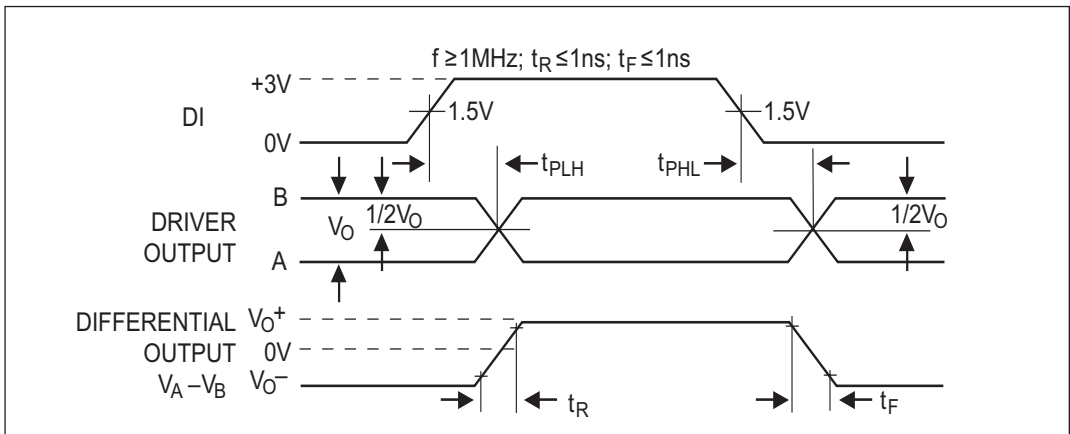 f ≥1MHz; tR ≤1ns; tF ≤1ns
+3V
DI
1.5V
1.5V
0V
tPLH
tPHL
B
DRIVER
OUTPUT
VO
1/2VO
1/2VO
A
DIFFERENTIAL
OUTPUT
VA –VB
VO+
0V
VO–
tR
tF